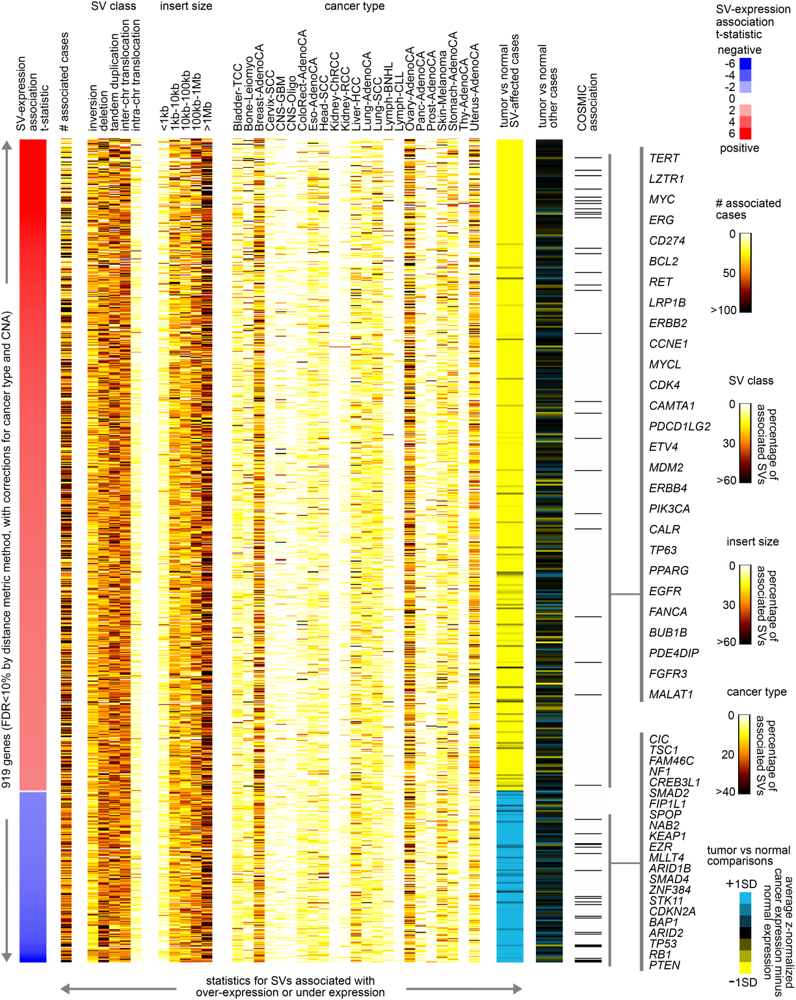 SV class
insert size
cancer type
SV-expression
association
t-statistic
# associated cases
inversion
deletion
tandem duplication
inter-chr translocation
intra-chr translocation
<1kb
1kb-10kb
10kb-100kb
100kb-1Mb
>1Mb
Bladder-TCC
Bone-Leiomyo
Breast-AdenoCA
Cervix-SCC
CNS-GBM
CNS-Oligo
ColoRect-AdenoCA
Eso-AdenoCA
Head-SCC
Kidney-ChRCC
Kidney-RCC
Liver-HCC
Lung-AdenoCA
Lung-SCC
Lymph-BNHL
Lymph-CLL
Ovary-AdenoCA
Panc-AdenoCA
Prost-AdenoCA
Skin-Melanoma
Stomach-AdenoCA
Thy-AdenoCA
Uterus-AdenoCA
tumor vs normal
SV-affected cases
tumor vs normal
other cases
COSMIC
association
919 genes (FDR<10% by distance metric method, with corrections for cancer type and CNA)
TERT
LZTR1
MYC
ERG
CD274
BCL2
RET
LRP1B
ERBB2
CCNE1
MYCL
CDK4
CAMTA1
PDCD1LG2
ETV4
MDM2
ERBB4
PIK3CA
CALR
TP63
PPARG
EGFR
FANCA
BUB1B
PDE4DIP
FGFR3
MALAT1
CIC
TSC1
FAM46C
NF1
CREB3L1
SMAD2
FIP1L1
SPOP
NAB2
KEAP1
EZR
MLLT4
ARID1B
SMAD4
ZNF384
STK11
CDKN2A
BAP1
ARID2
TP53
RB1
PTEN
statistics for SVs associated with
over-expression or under expression
SV-expression
association
t-statistic
negative
-6
-4
-2
0
2
4
6
positive
# associated
cases
0
50
>100
SV class
0
30
>60
percentage of
associated SVs
insert size
0
30
>60
percentage of
associated SVs
cancer type
0
20
>40
percentage of
associated SVs
tumor vs normal
comparisons
+1SD
−1SD
average z-normalized
cancer expression minus
normal expression